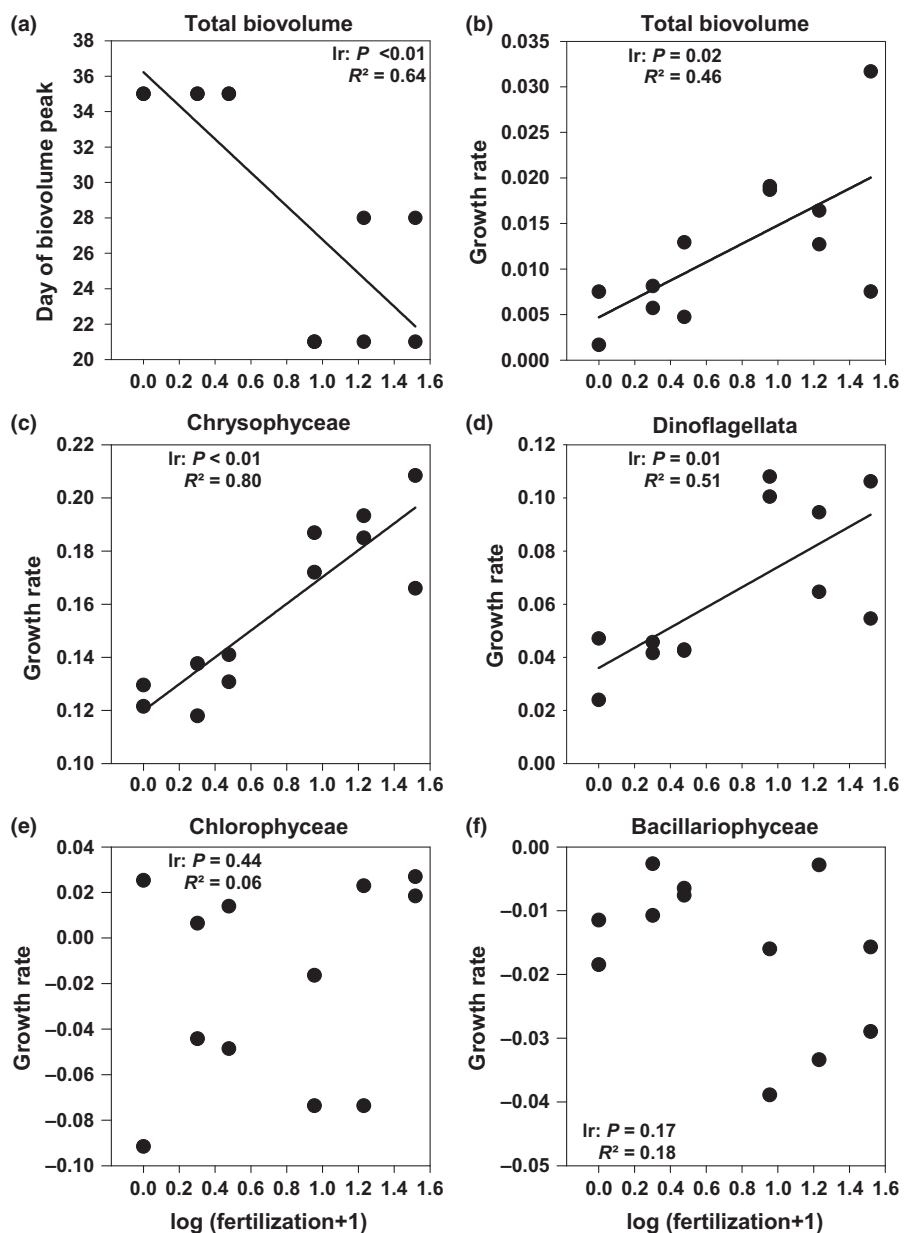 (a) Total biovolume
lr: P <0.01
R² = 0.64
Day of biovolume peak
38
36
34
32
30
28
26
24
22
20
0.0 0.2 0.4 0.6 0.8 1.0 1.2 1.4 1.6
(b) Total biovolume
lr: P = 0.02
R² = 0.46
Growth rate
0.035
0.030
0.025
0.020
0.015
0.010
0.005
0.000
0.0 0.2 0.4 0.6 0.8 1.0 1.2 1.4 1.6
(c) Chrysophyceae
lr: P < 0.01
R² = 0.80
Growth rate
0.22
0.20
0.18
0.16
0.14
0.12
0.10
0.0 0.2 0.4 0.6 0.8 1.0 1.2 1.4 1.6
(d) Dinoflagellata
lr: P = 0.01
R² = 0.51
Growth rate
0.12
0.10
0.08
0.06
0.04
0.02
0.00
0.0 0.2 0.4 0.6 0.8 1.0 1.2 1.4 1.6
(e) Chlorophyceae
lr: P = 0.44
R² = 0.06
Growth rate
0.04
0.02
0.00
–0.02
–0.04
–0.06
–0.08
–0.10
0.0 0.2 0.4 0.6 0.8 1.0 1.2 1.4 1.6
log (fertilization+1)
(f) Bacillariophyceae
Growth rate
0.00
–0.01
–0.02
–0.03
–0.04
–0.05
lr: P = 0.17
R² = 0.18
0.0 0.2 0.4 0.6 0.8 1.0 1.2 1.4 1.6
log (fertilization+1)